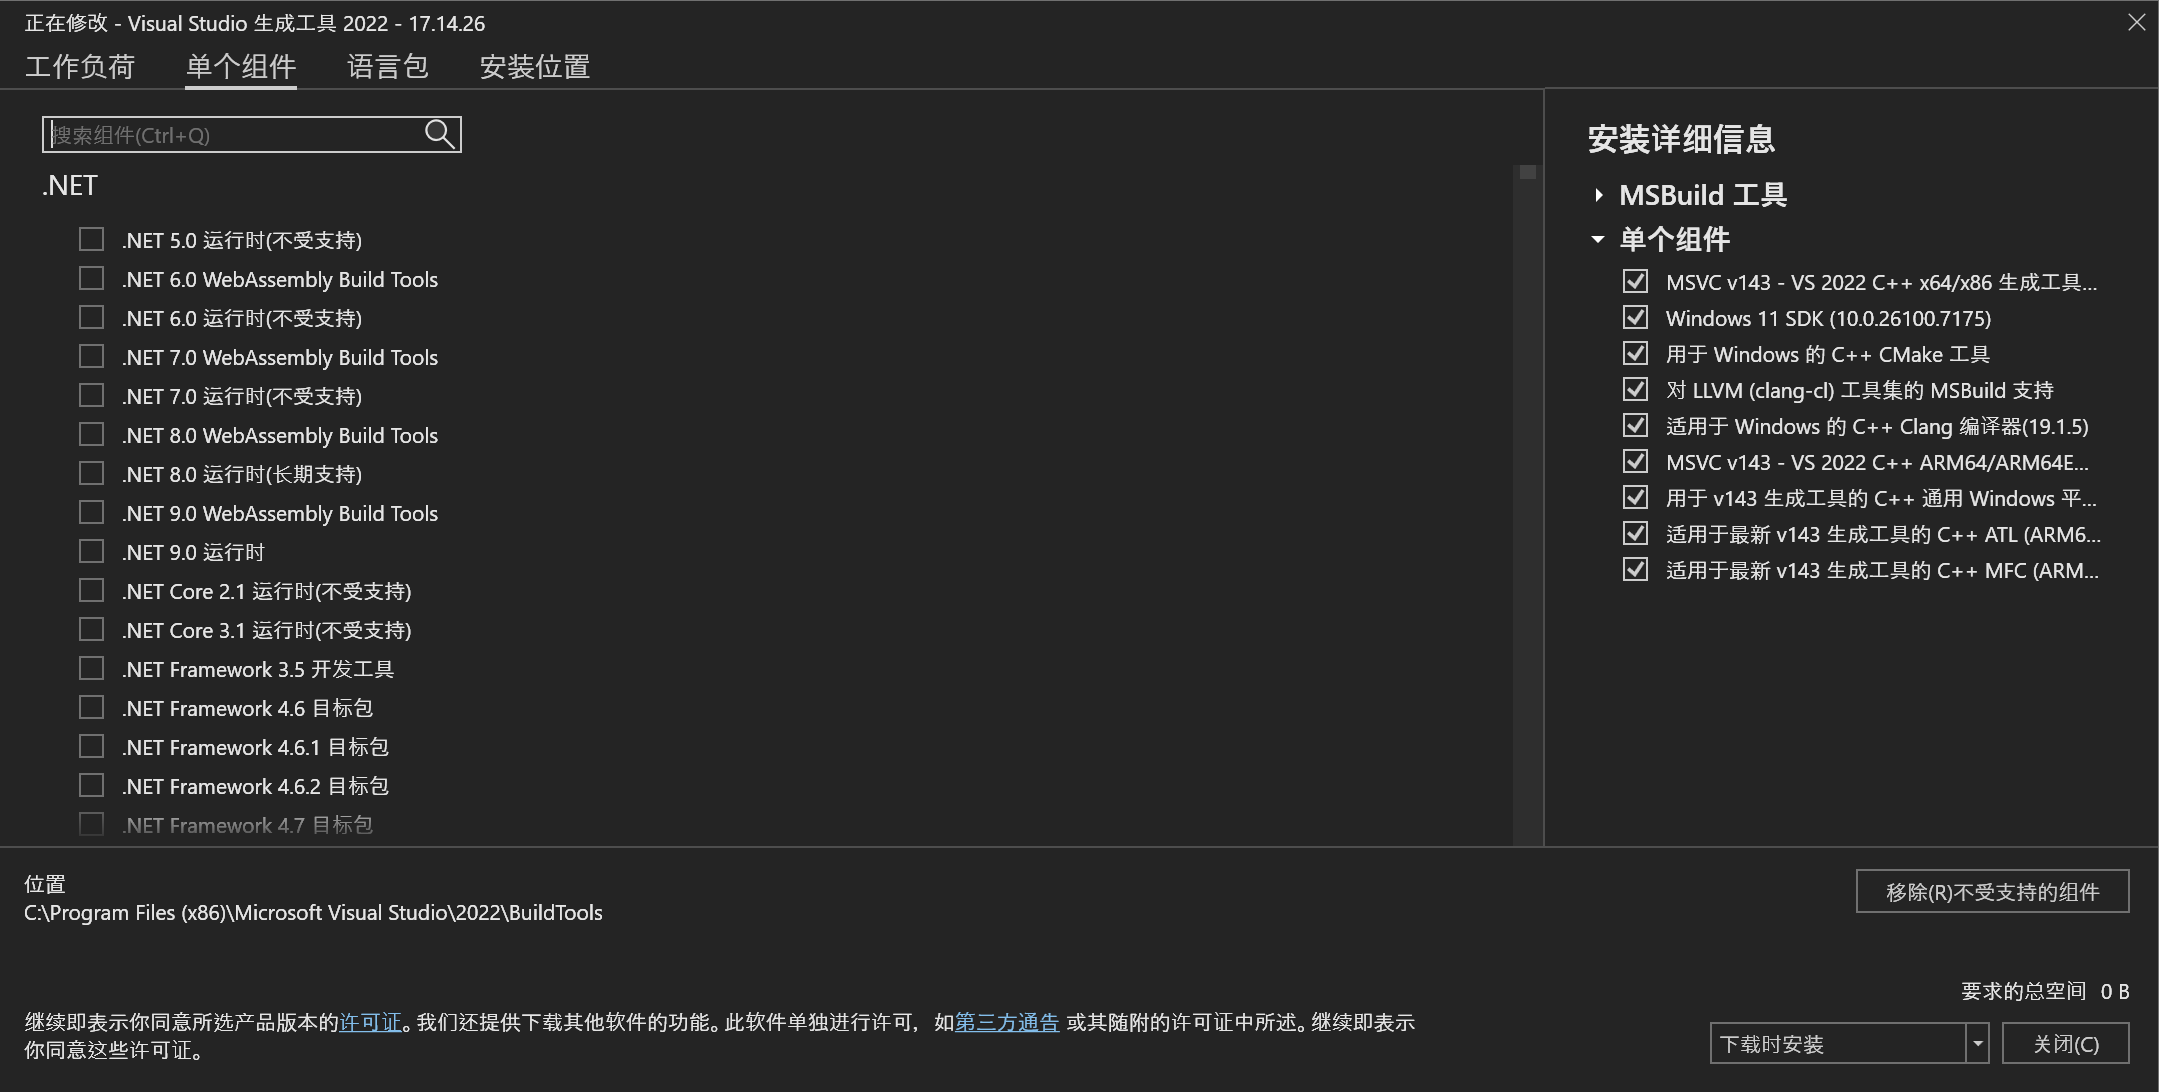 正在修改 - Visual Studio 生成工具 2022 - 17.14.26
工作负荷 单个组件 语言包 安装位置
搜索组件(Ctrl+Q)
.NET
.NET 5.0 运行时(不受支持)
.NET 6.0 WebAssembly Build Tools
.NET 6.0 运行时(不受支持)
.NET 7.0 WebAssembly Build Tools
.NET 7.0 运行时(不受支持)
.NET 8.0 WebAssembly Build Tools
.NET 8.0 运行时(长期支持)
.NET 9.0 WebAssembly Build Tools
.NET 9.0 运行时
.NET Core 2.1 运行时(不受支持)
.NET Core 3.1 运行时(不受支持)
.NET Framework 3.5 开发工具
.NET Framework 4.6 目标包
.NET Framework 4.6.1 目标包
.NET Framework 4.6.2 目标包
.NET Framework 4.7 目标包
安装详细信息
MSBuild 工具
单个组件
MSVC v143 - VS 2022 C++ x64/x86 生成工具...
Windows 11 SDK (10.0.26100.7175)
用于 Windows 的 C++ CMake 工具
对 LLVM (clang-cl) 工具集的 MSBuild 支持
适用于 Windows 的 C++ Clang 编译器(19.1.5)
MSVC v143 - VS 2022 C++ ARM64/ARM64E...
用于 v143 生成工具的 C++ 通用 Windows 平...
适用于最新 v143 生成工具的 C++ ATL (ARM6...
适用于最新 v143 生成工具的 C++ MFC (ARM...
位置
C:\Program Files (x86)\Microsoft Visual Studio\2022\BuildTools
移除(R)不受支持的组件
要求的总空间 0 B
继续即表示你同意所选产品版本的许可证。我们还提供下载其他软件的功能。此软件单独进行许可，如第三方通告 或其随附的许可证中所述。继续即表示
你同意这些许可证。
下载时安装
关闭(C)